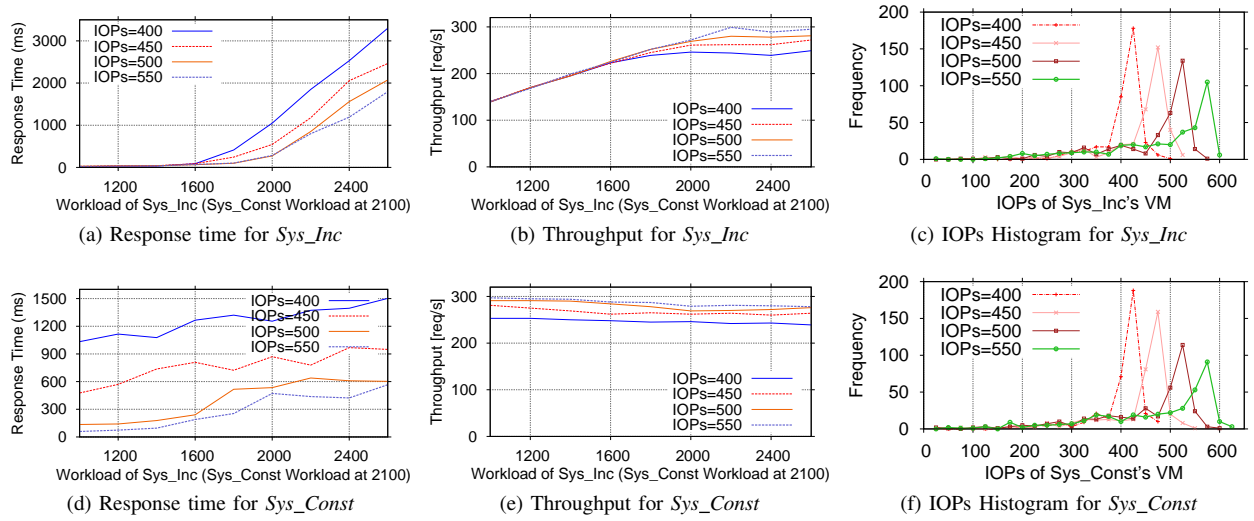 Response Time (ms)
3000
2000
1000
0
IOPs=400
IOPs=450
IOPs=500
IOPs=550
1200 1600 2000 2400
Workload of Sys_Inc (Sys_Const Workload at 2100)
(a) Response time for Sys_Inc
Throughput [req/s]
400
300
200
100
0
IOPs=400
IOPs=450
IOPs=500
IOPs=550
1200 1600 2000 2400
Workload of Sys_Inc (Sys_Const Workload at 2100)
(b) Throughput for Sys_Inc
Frequency
200
150
100
50
0
IOPs=400
IOPs=450
IOPs=500
IOPs=550
0 100 200 300 400 500 600
IOPs of Sys_Inc's VM
(c) IOPs Histogram for Sys_Inc
Response Time (ms)
1500
1200
900
600
300
0
IOPs=400
IOPs=450
IOPs=500
IOPs=550
1200 1600 2000 2400
Workload of Sys_Inc (Sys_Const Workload at 2100)
(d) Response time for Sys_Const
Throughput [req/s]
400
300
200
100
0
IOPs=400
IOPs=450
IOPs=500
IOPs=550
1200 1600 2000 2400
Workload of Sys_Inc (Sys_Const Workload at 2100)
(e) Throughput for Sys_Const
Frequency
200
150
100
50
0
IOPs=400
IOPs=450
IOPs=500
IOPs=550
0 100 200 300 400 500 600
IOPs of Sys_Const's VM
(f) IOPs Histogram for Sys_Const